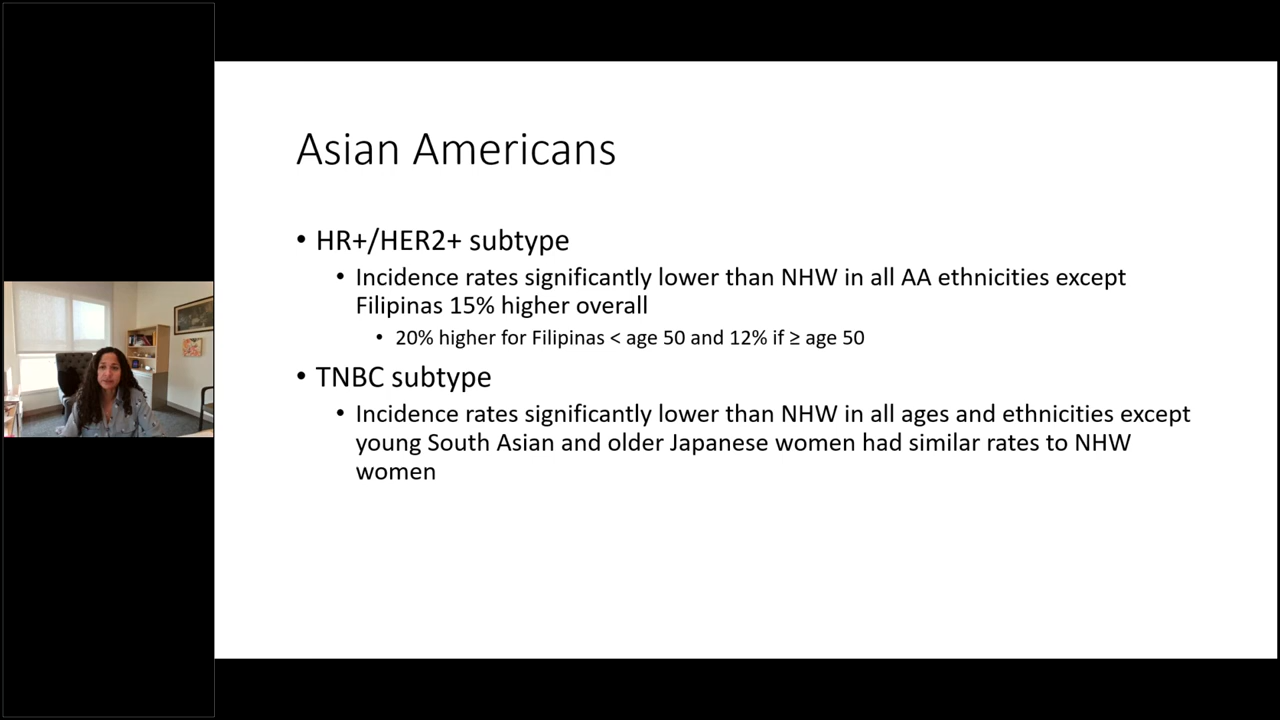 Asian Americans
• HR+/HER2+ subtype
• Incidence rates significantly lower than NHW in all AA ethnicities except
Filipinas 15% higher overall
• 20% higher for Filipinas < age 50 and 12% if ≥ age 50
• TNBC subtype
• Incidence rates significantly lower than NHW in all ages and ethnicities except
young South Asian and older Japanese women had similar rates to NHW
women